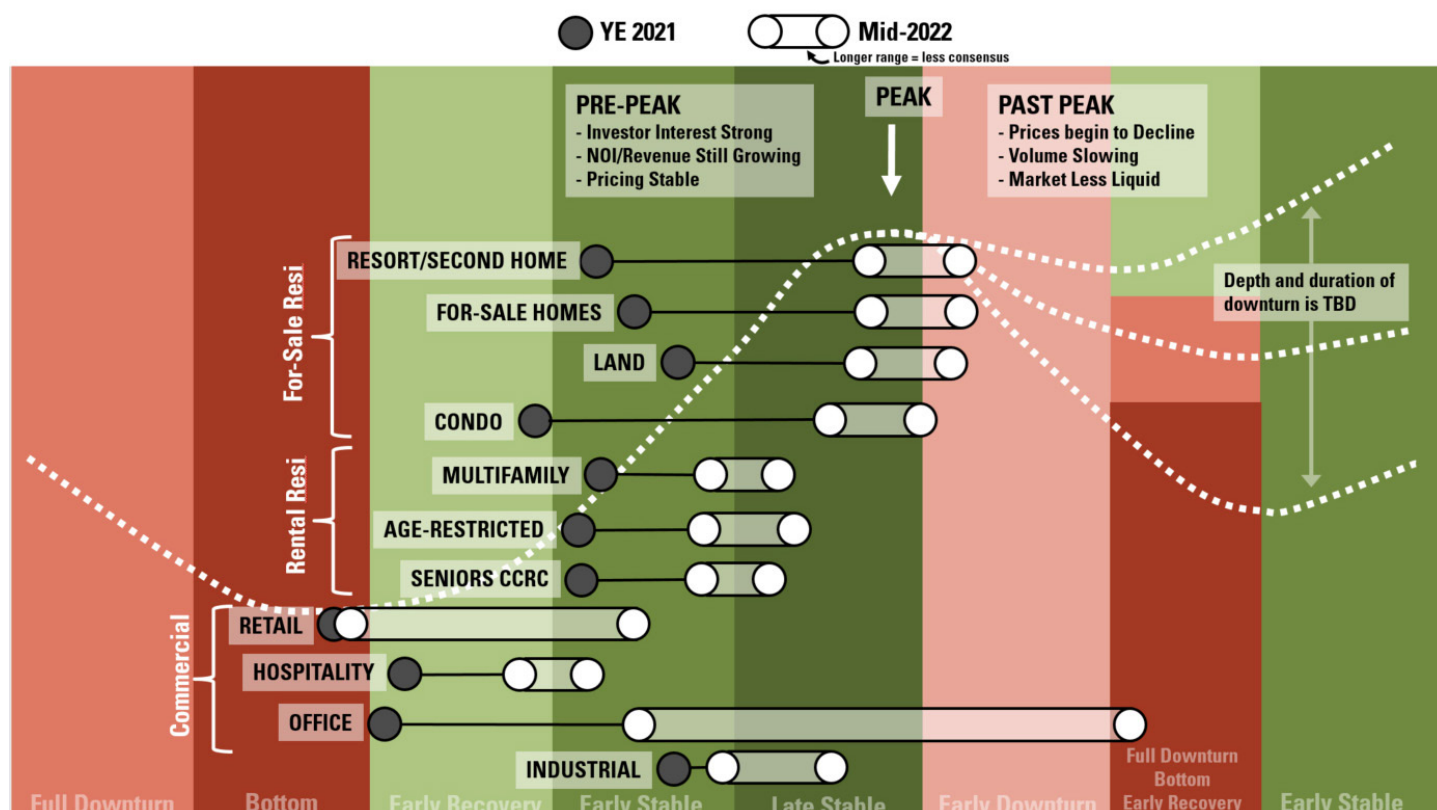 YE 2021
Mid-2022
Longer range = less consensus
PRE-PEAK
- Investor Interest Strong
- NOI/Revenue Still Growing
- Pricing Stable
PEAK
PAST PEAK
- Prices begin to Decline
- Volume Slowing
- Market Less Liquid
Depth and duration of
downturn is TBD
For-Sale Resi
RESORT/SECOND HOME
FOR-SALE HOMES
LAND
CONDO
Rental Resi
MULTIFAMILY
AGE-RESTRICTED
SENIORS CCRC
Commercial
RETAIL
HOSPITALITY
OFFICE
INDUSTRIAL
Full Downturn
Bottom
Early Recovery
Early Stable
Late Stable
Early Downturn
Full Downturn
Bottom
Early Recovery
Early Stable